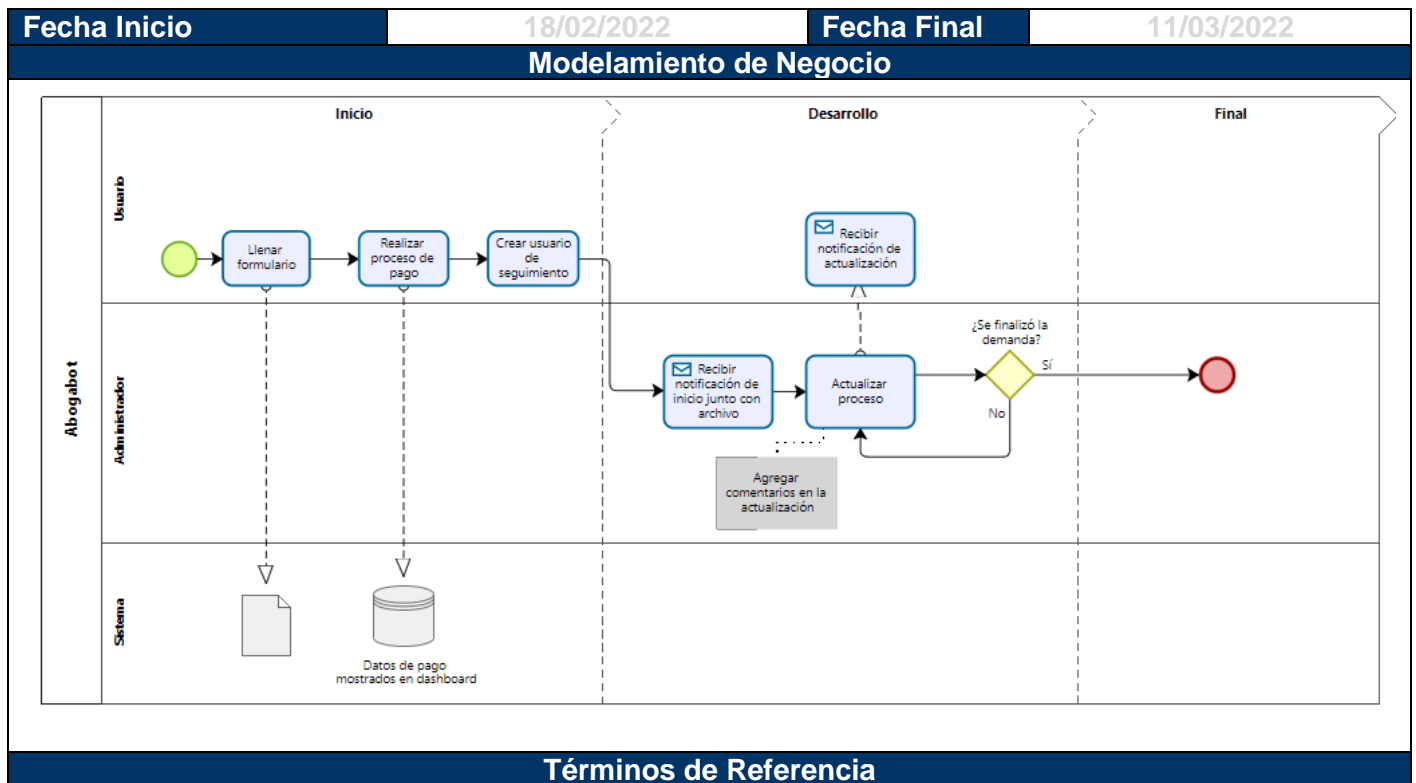 Fecha Inicio 18/02/2022 Fecha Final 11/03/2022
Modelamiento de Negocio
Inicio
Desarrollo
Final
Abogabot
Usuario
Llenar
formulario
Realizar
proceso de
pago
Crear usuario
de
seguimiento
Recibir
notificación de
actualización
Administrador
Recibir
notificación de
inicio junto con
archivo
Actualizar
proceso
¿Se finalizó la
demanda?
Sí
No
Agregar
comentarios en la
actualización
Sistema
Datos de pago
mostrados en dashboard
Términos de Referencia